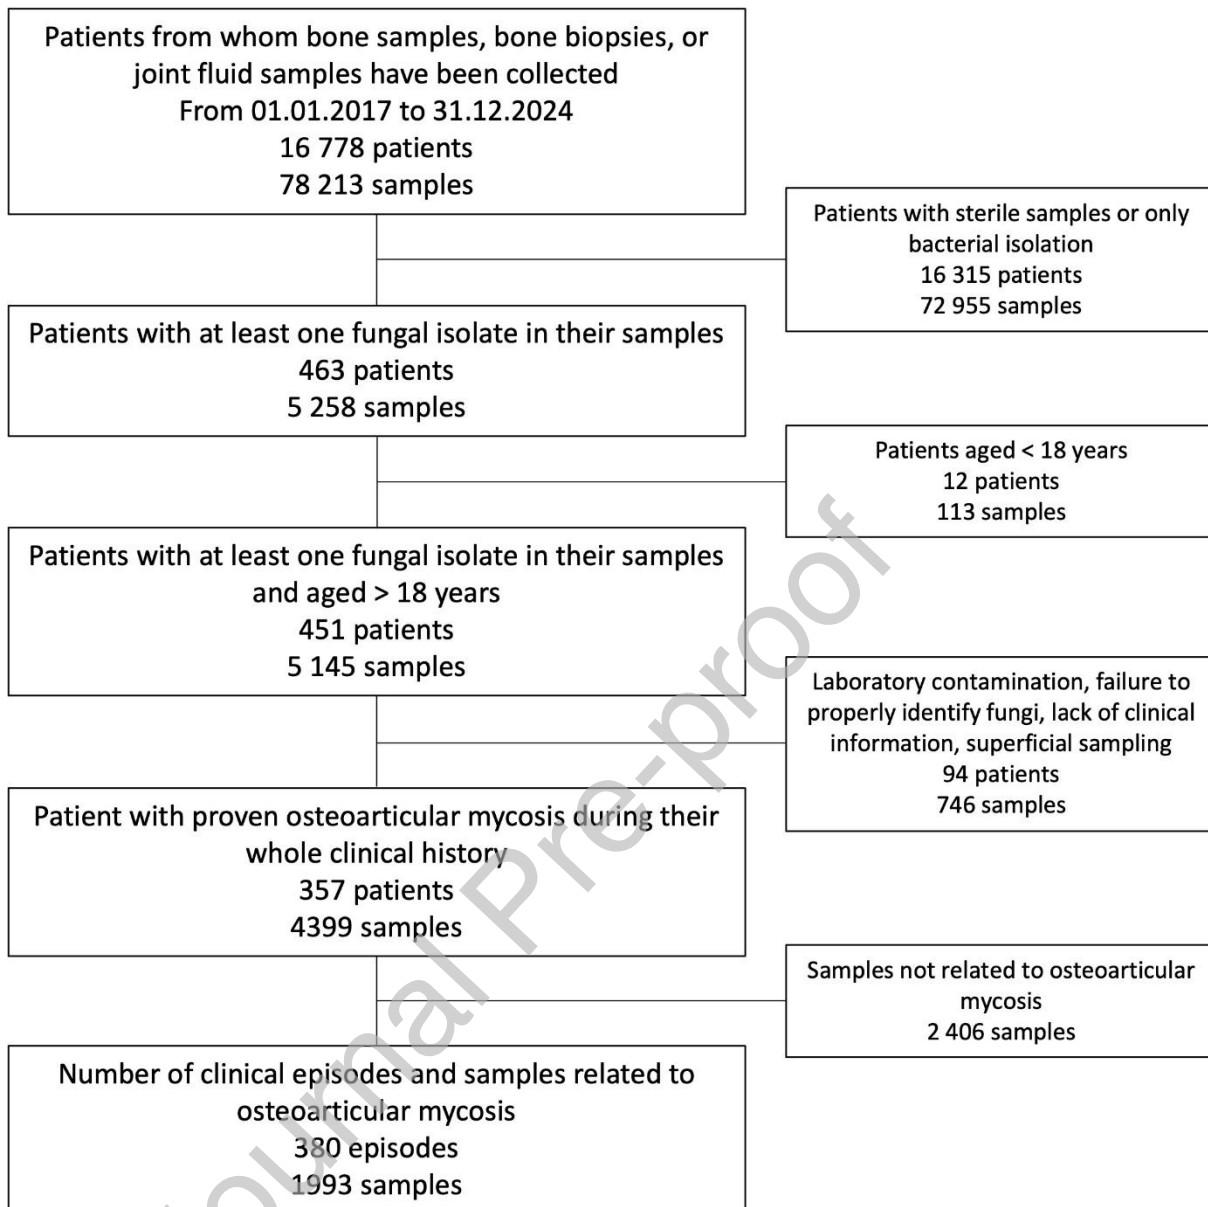 Patients from whom bone samples, bone biopsies, or
joint fluid samples have been collected
From 01.01.2017 to 31.12.2024
16 778 patients
78 213 samples
Patients with sterile samples or only
bacterial isolation
16 315 patients
72 955 samples
Patients with at least one fungal isolate in their samples
463 patients
5 258 samples
Patients aged < 18 years
12 patients
113 samples
Patients with at least one fungal isolate in their samples
and aged > 18 years
451 patients
5 145 samples
Laboratory contamination, failure to
properly identify fungi, lack of clinical
information, superficial sampling
94 patients
746 samples
Patient with proven osteoarticular mycosis during their
whole clinical history
357 patients
4399 samples
Samples not related to osteoarticular
mycosis
2 406 samples
Number of clinical episodes and samples related to
osteoarticular mycosis
380 episodes
1993 samples
Journal Pre-proof